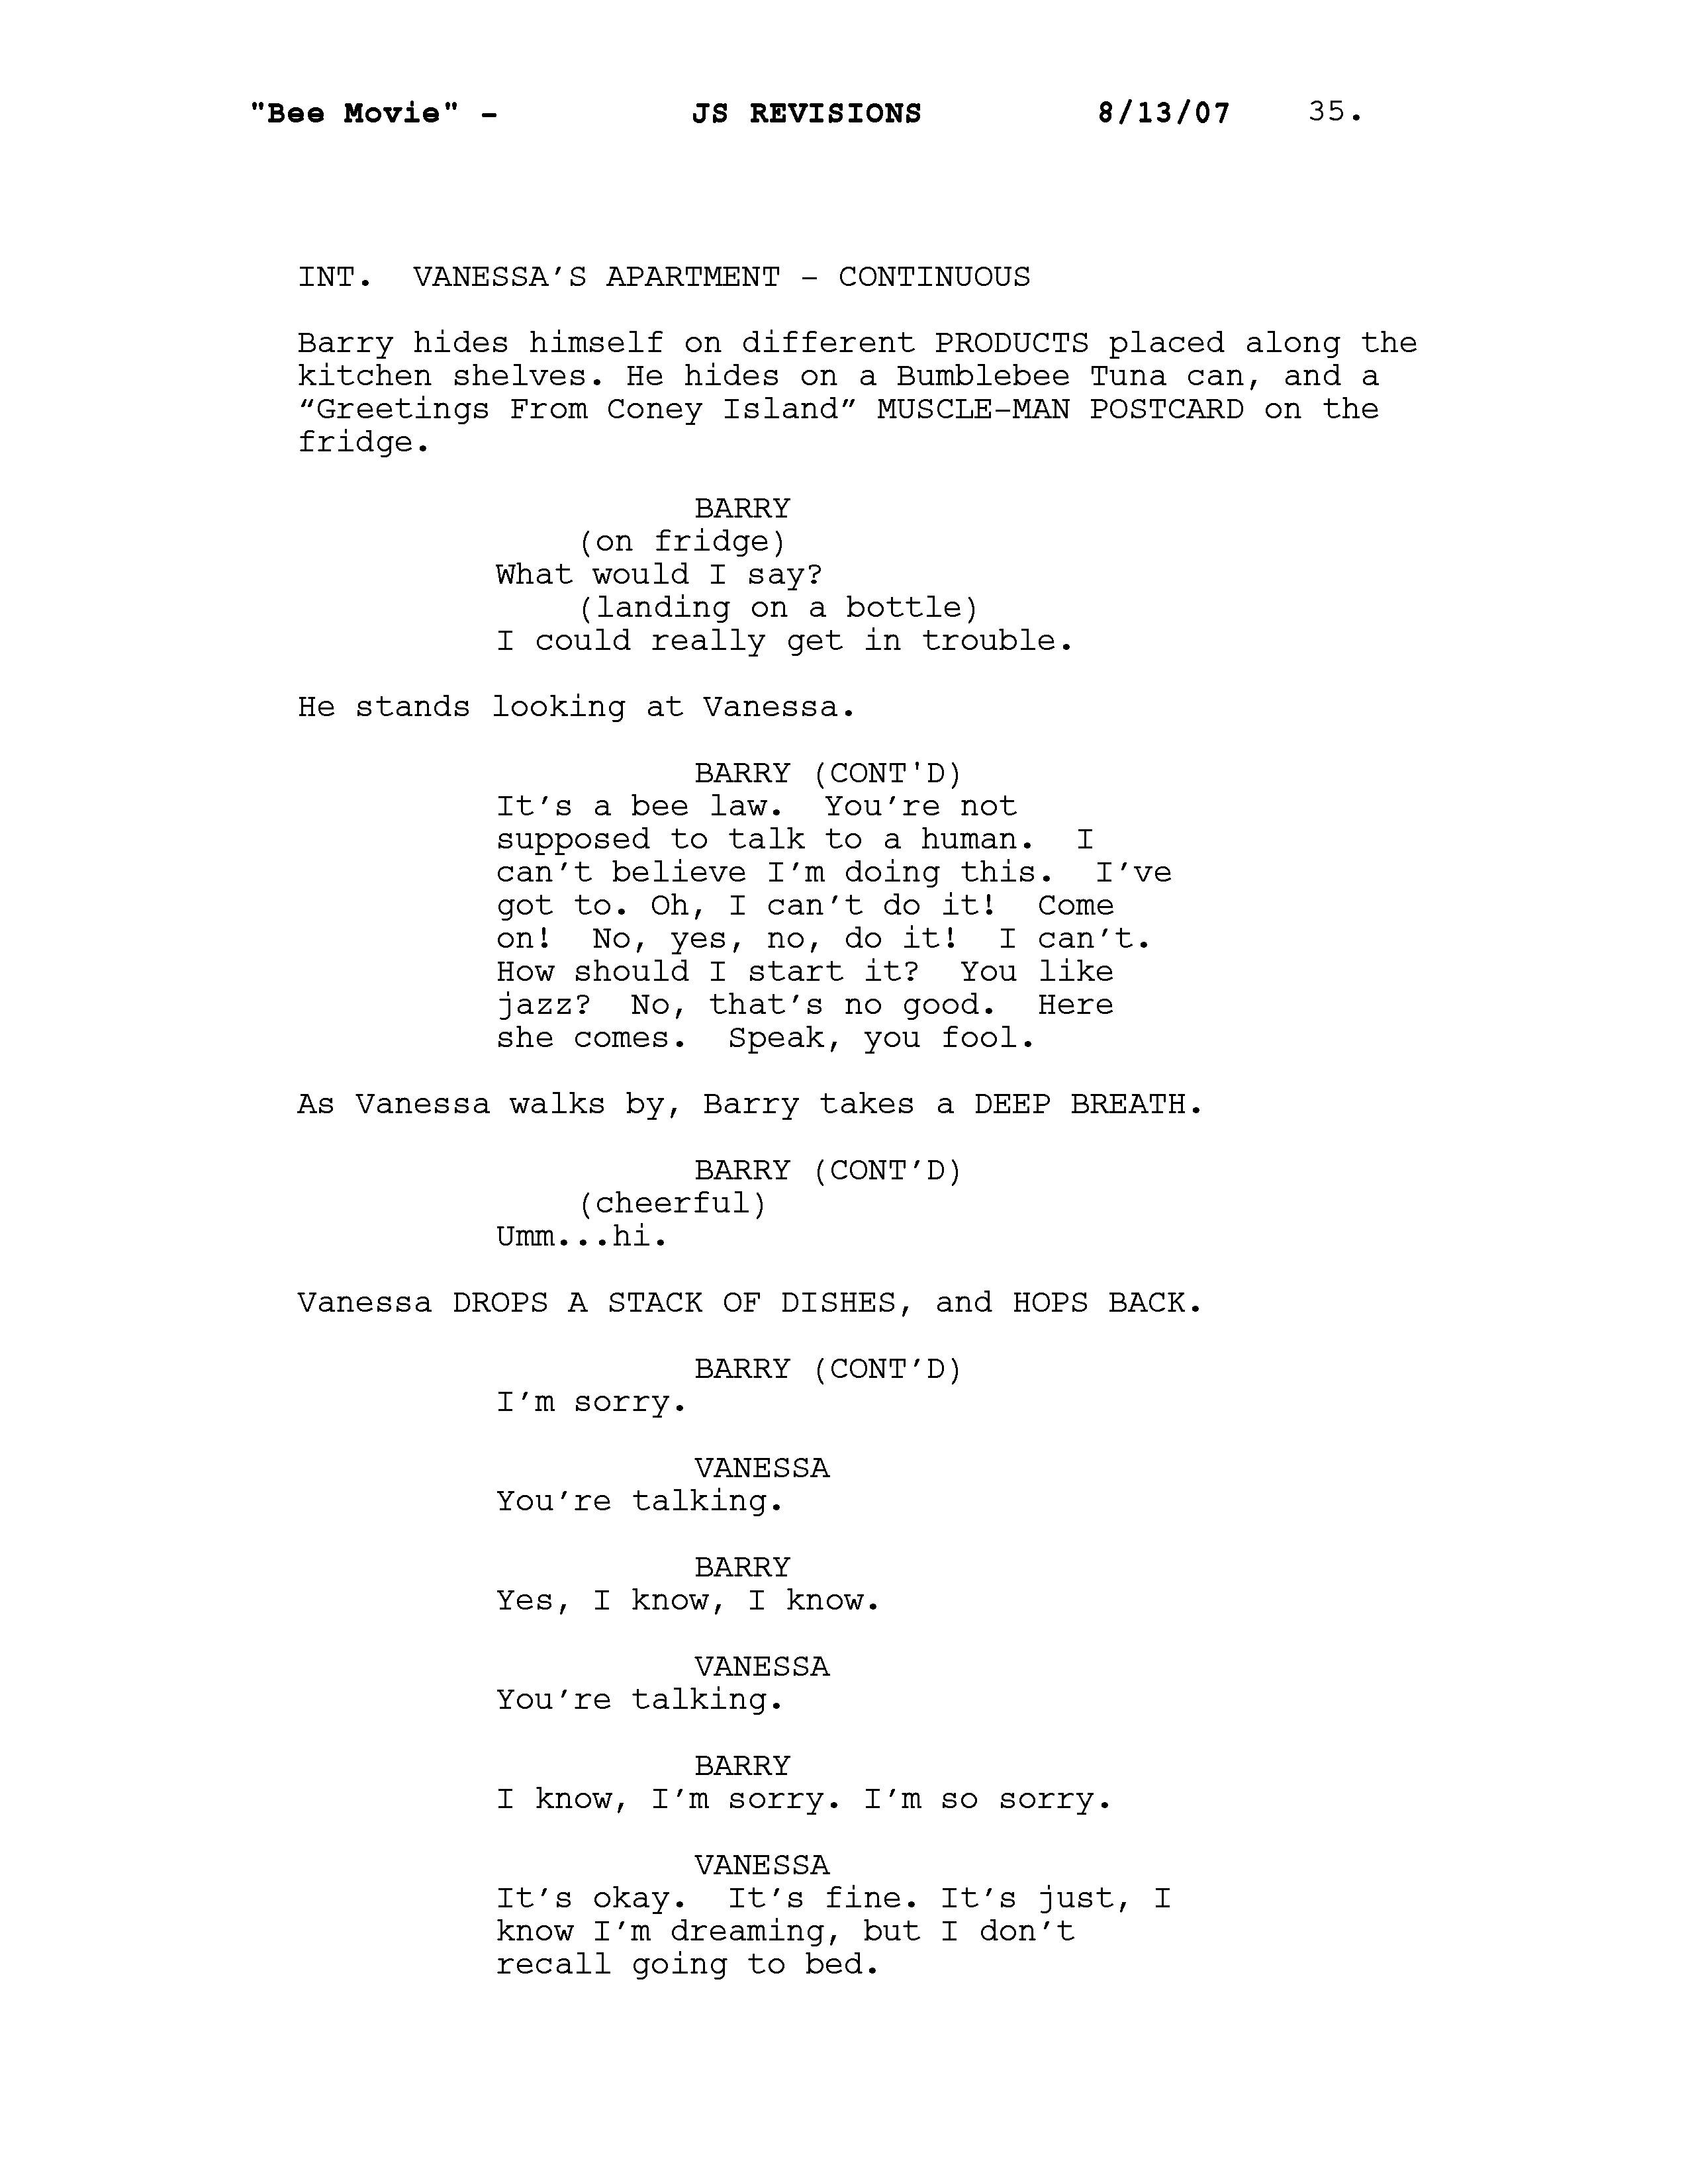 "Bee Movie" - JS REVISIONS 8/13/07 35.
INT. VANESSA’S APARTMENT - CONTINUOUS
Barry hides himself on different PRODUCTS placed along the
kitchen shelves. He hides on a Bumblebee Tuna can, and a
“Greetings From Coney Island” MUSCLE-MAN POSTCARD on the
fridge.
BARRY
(on fridge)
What would I say?
(landing on a bottle)
I could really get in trouble.
He stands looking at Vanessa.
BARRY (CONT'D)
It’s a bee law. You’re not
supposed to talk to a human. I
can’t believe I’m doing this. I’ve
got to. Oh, I can’t do it! Come
on! No, yes, no, do it! I can’t.
How should I start it? You like
jazz? No, that’s no good. Here
she comes. Speak, you fool.
As Vanessa walks by, Barry takes a DEEP BREATH.
BARRY (CONT’D)
(cheerful)
Umm...hi.
Vanessa DROPS A STACK OF DISHES, and HOPS BACK.
BARRY (CONT’D)
I’m sorry.
VANESSA
You’re talking.
BARRY
Yes, I know, I know.
VANESSA
You’re talking.
BARRY
I know, I’m sorry. I’m so sorry.
VANESSA
It’s okay. It’s fine. It’s just, I
know I’m dreaming, but I don’t
recall going to bed.